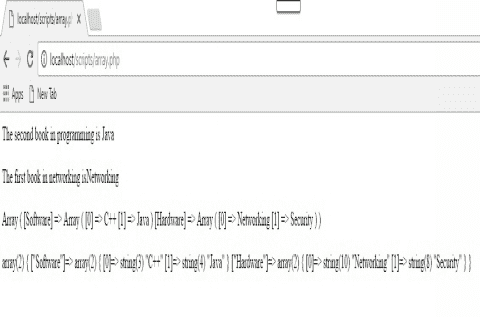 localhost/scripts/array.p
localhost/scripts/array.php
Apps New Tab
The second book in programming is Java
The first book in networking isNetworking
Array ( [Software] => Array ( [0] => C++ [1] => Java ) [Hardware] => Array ( [0] => Networking [1] => Security ) )
array(2) { ["Software"]=> array(2) { [0]=> string(3) "C++" [1]=> string(4) "Java" } ["Hardware"]=> array(2) { [0]=> string(10) "Networking" [1]=> string(8) "Security" } }